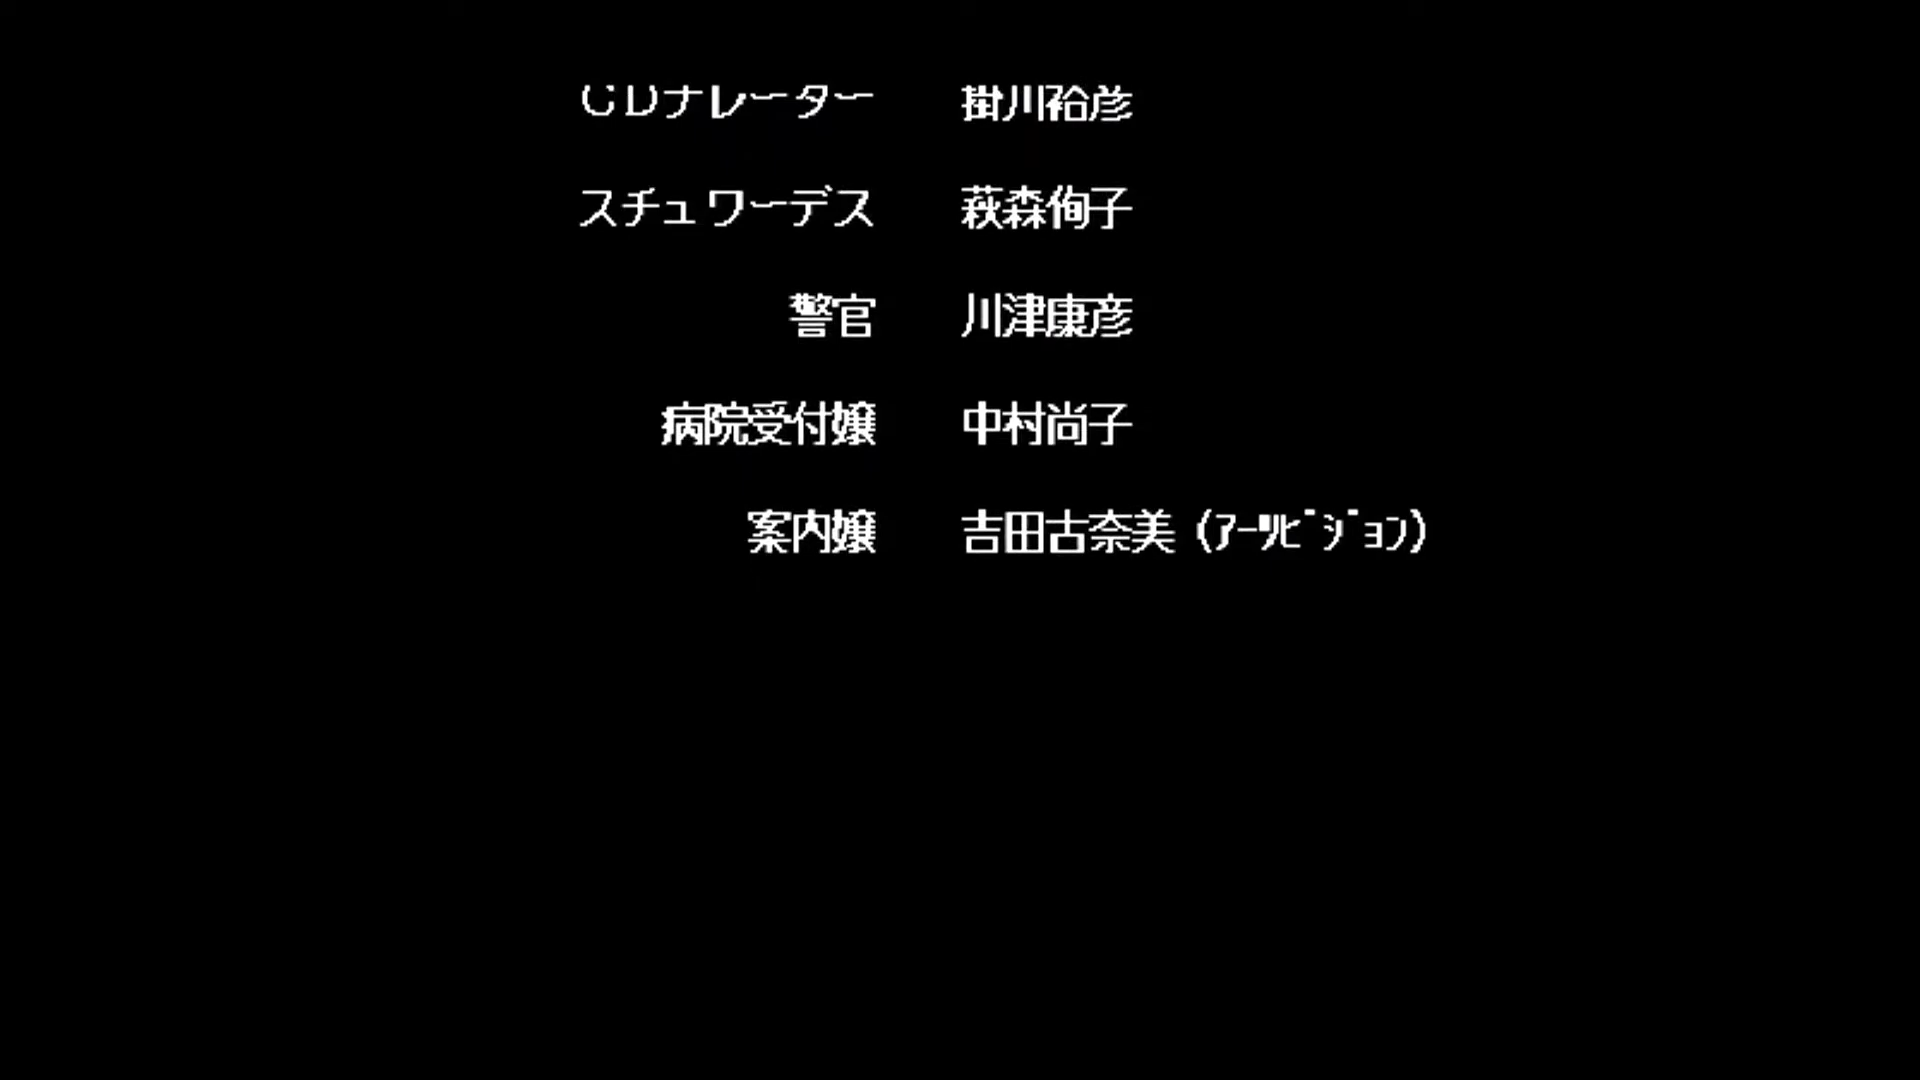 CDナレーター 掛川裕彦
スチュワーデス 萩森侚子
警官 川津康彦
病院受付嬢 中村尚子
案内嬢 吉田古奈美(ｱｰﾂﾋﾞｼﾞｮﾝ)